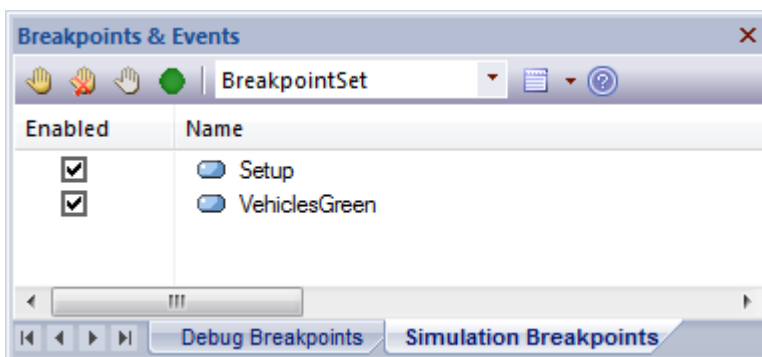 Breakpoints & Events
BreakpointSet
Enabled Name
Setup
VehiclesGreen
Debug Breakpoints Simulation Breakpoints